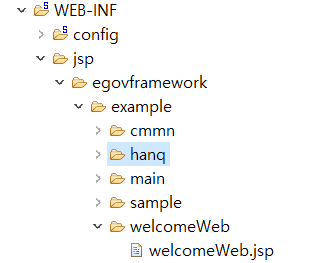 WEB-INF
config
jsp
egovframework
example
cmmn
hanq
main
sample
welcomeWeb
welcomeWeb.jsp